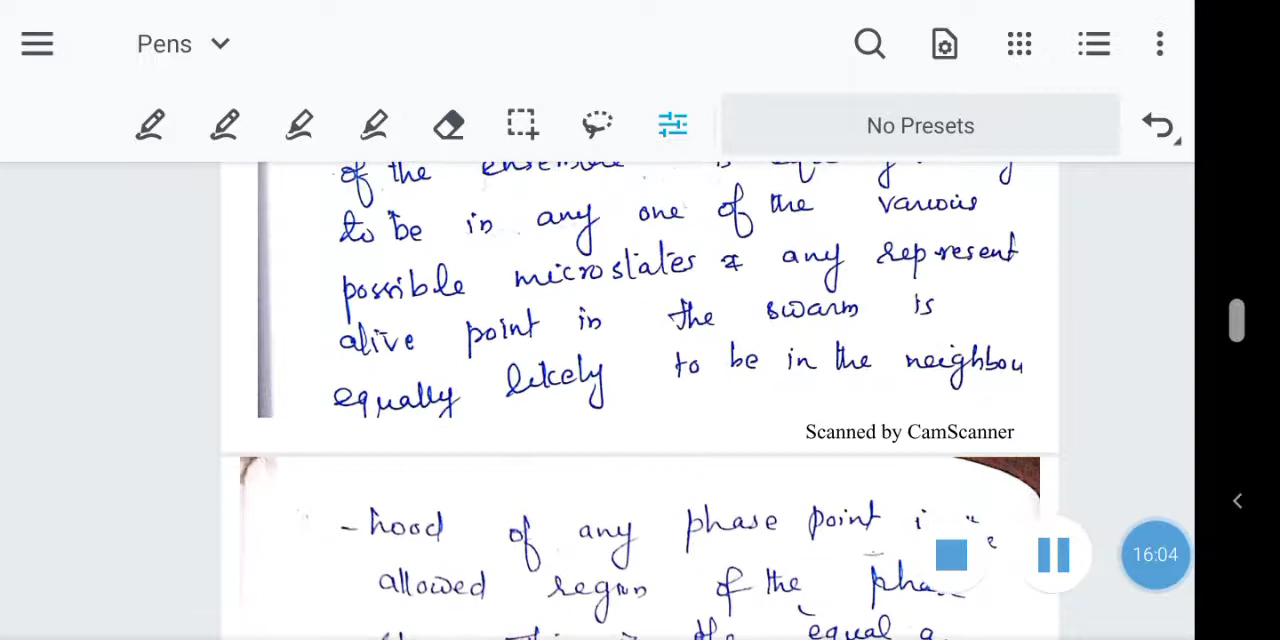 Pens
No Presets
of the
to be in any one of the various
possible microstates & any represent
ative point in the swarm is
equally likely to be in the neighbou
Scanned by CamScanner
- hood of any phase point
allowed region of the
16:04
the equal a